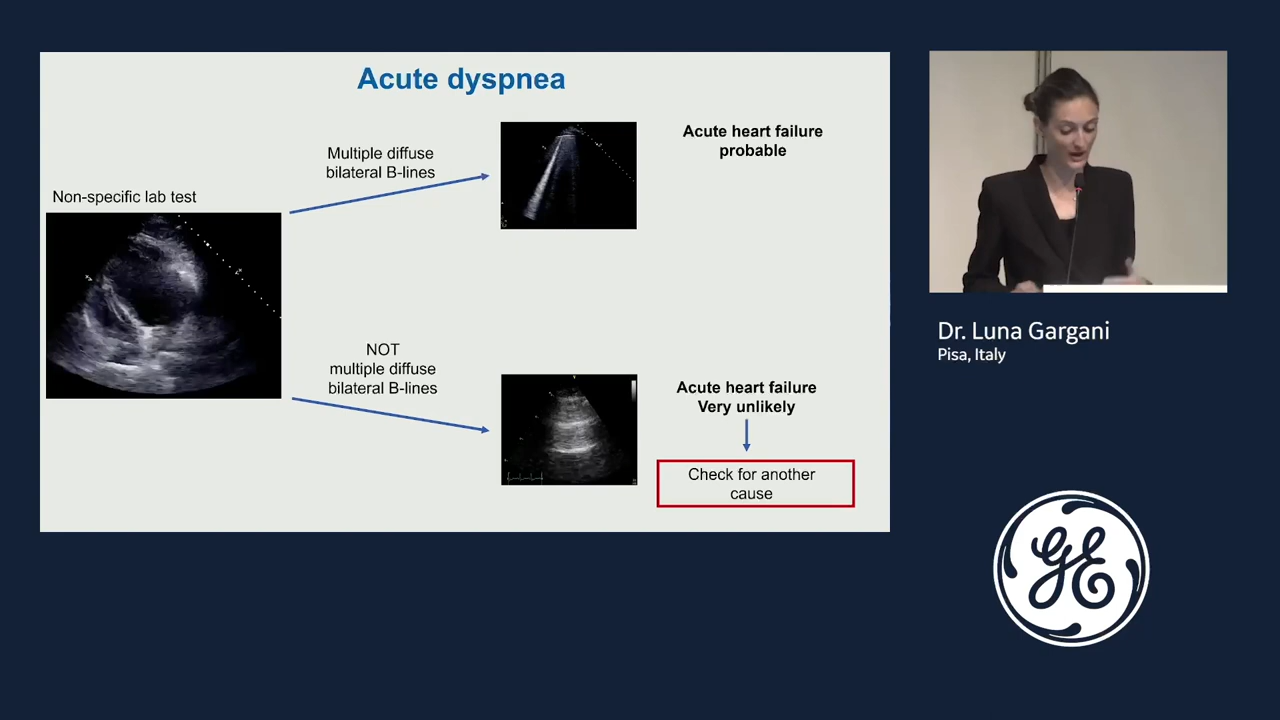 Acute dyspnea
Multiple diffuse
bilateral B-lines
Acute heart failure
probable
Non-specific lab test
NOT
multiple diffuse
bilateral B-lines
Acute heart failure
Very unlikely
Check for another
cause
Dr. Luna Gargani
Pisa, Italy
GE